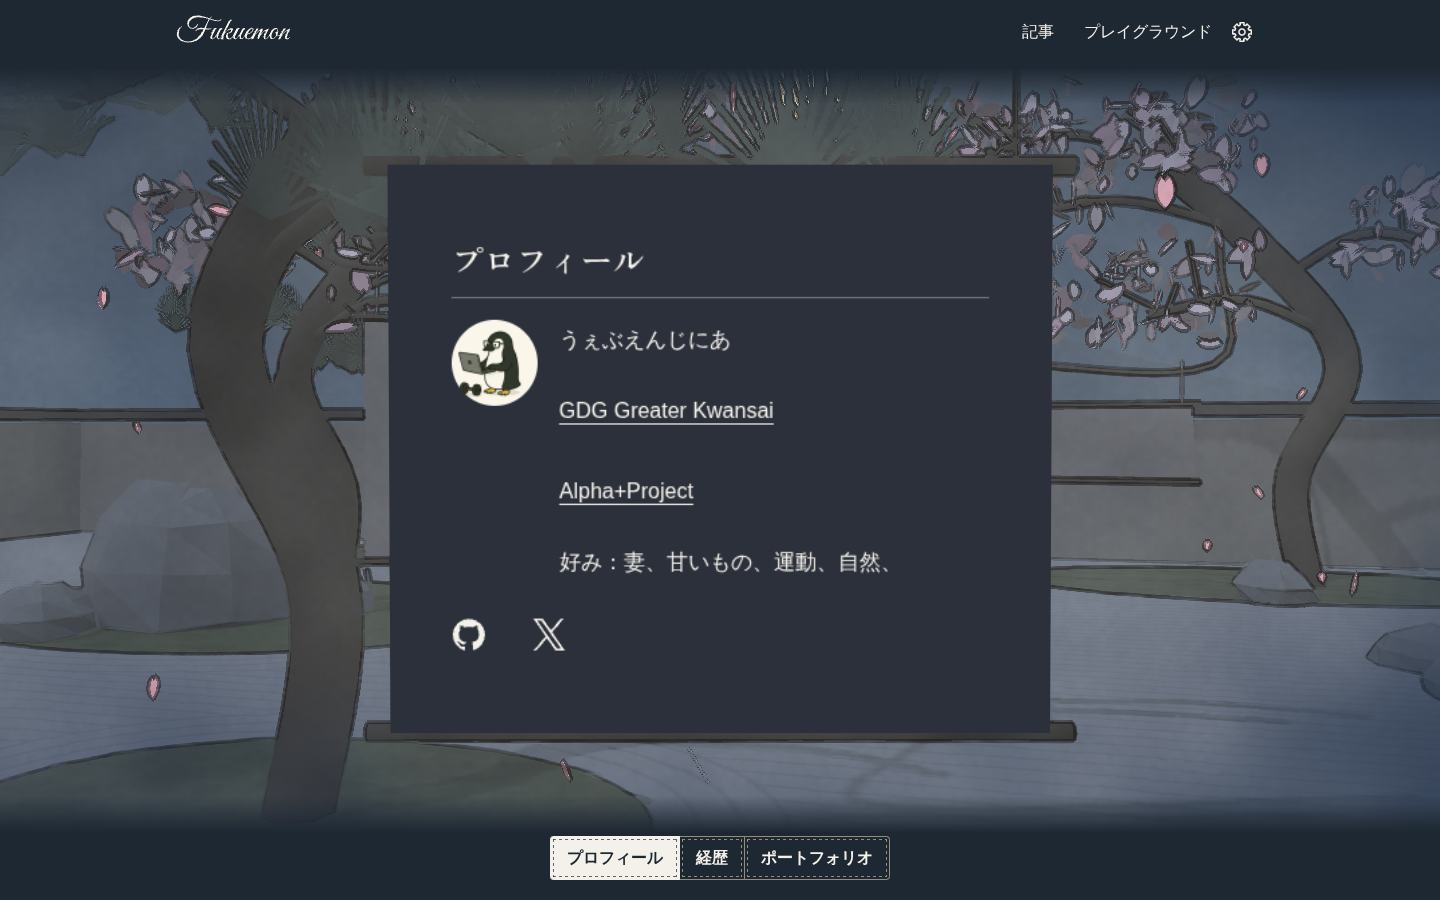 Fukuemon
記事
プレイグラウンド
プロフィール
うぇぶえんじにあ
GDG Greater Kwansai
Alpha+Project
好み：妻、甘いもの、運動、自然、
プロフィール
経歴
ポートフォリオ